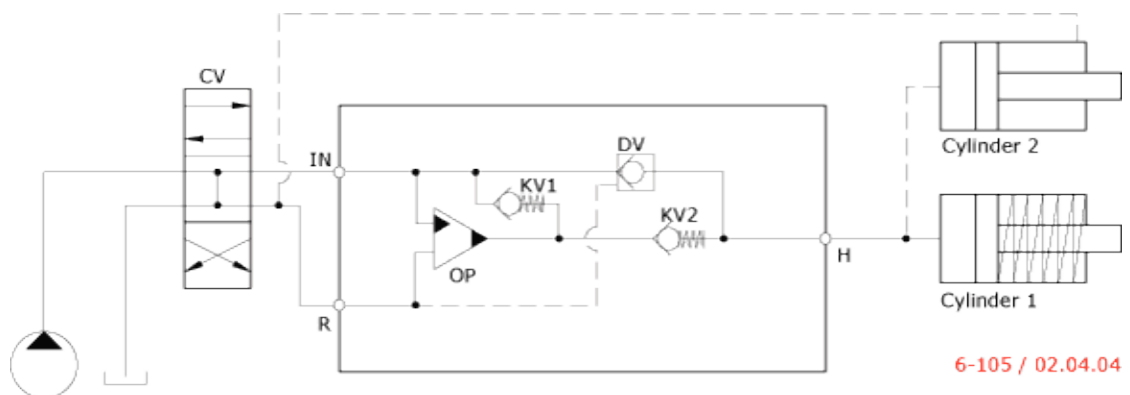 CV
Cylinder 2
IN
DV
KV1
KV2
OP
H
R
Cylinder 1
6-105 / 02.04.04